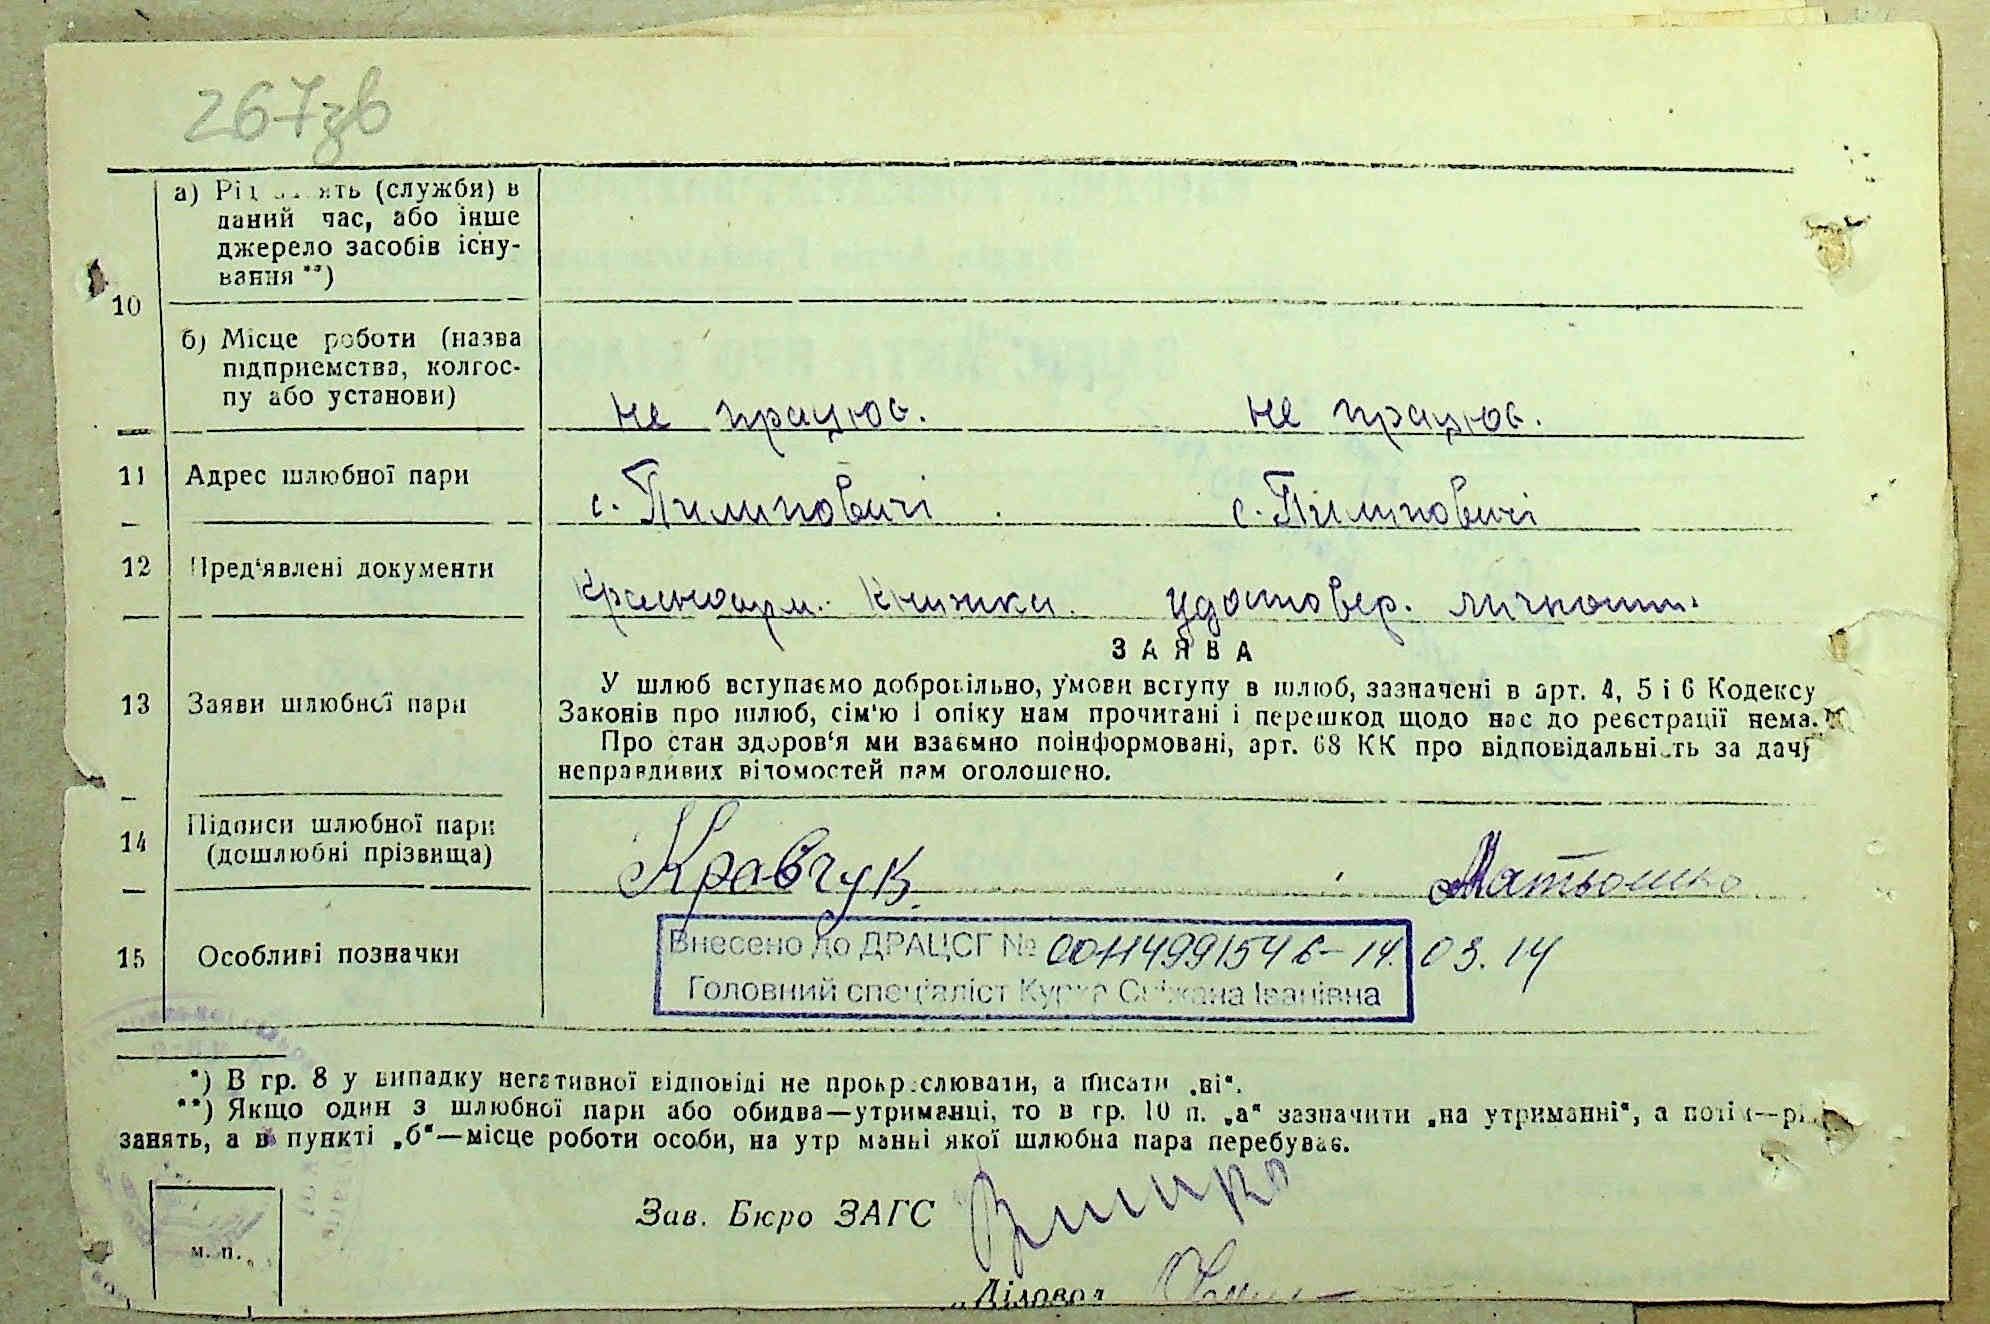 267зв
а) Рід занять (служби) в
даний час, або інше
джерело засобів існу-
вання **)
10
б) Місце роботи (назва
підприємства, колгос-
пу або установи)
не працює. не працює.
11 Адрес шлюбної пари
с. Пилиповичі с. Пилиповичі
12 Пред'явлені документи
красноарм. книжка. удостовер. личности
ЗАЯВА
13 Заяви шлюбної пари
У шлюб вступаємо добровільно, умови вступу в шлюб, зазначені в арт. 4, 5 і 6 Кодексу
Законів про шлюб, сім'ю і опіку нам прочитані і перешкод щодо нас до реєстрації нема.
Про стан здоров'я ми взаємно поінформовані, арт. 68 КК про відповідальність за дачу
неправдивих відомостей нам оголошено.
14 Підписи шлюбної пари
(дошлюбні прізвища)
Кравчук. Матюшко
15 Особливі позначки
Внесено до ДРАЦСГ № 00114991546-14.03.14
Головний спеціаліст Сніжана Іванівна
*) В гр. 8 у випадку негативної відповіді не прокреслювати, а писати „ні“.
**) Якщо один з шлюбної пари або обидва—утриманці, то в гр. 10 п. „а“ зазначити „на утриманні“, а потім—рід
занять, а в пункті „б“—місце роботи особи, на утриманні якої шлюбна пара перебуває.
Зав. Бюро ЗАГС
м. п.
Діловод